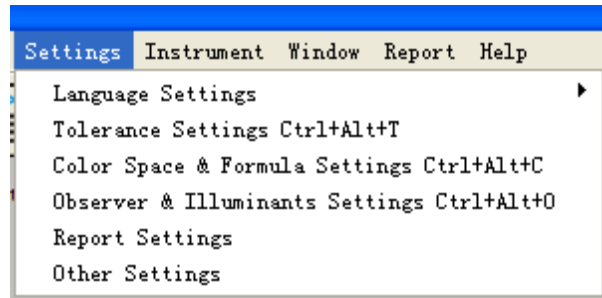 Settings Instrument Window Report Help
Language Settings
Tolerance Settings Ctrl+Alt+T
Color Space & Formula Settings Ctrl+Alt+C
Observer & Illuminants Settings Ctrl+Alt+O
Report Settings
Other Settings